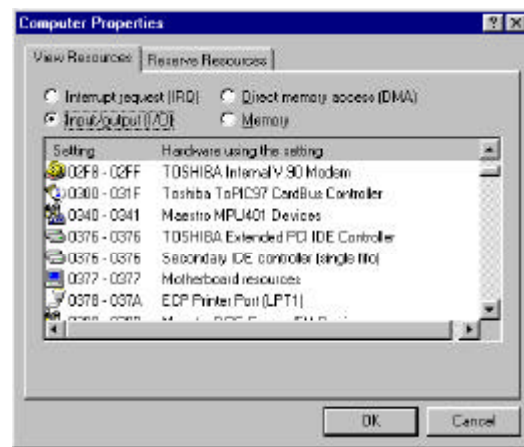 Computer Properties
View Resources Reserve Resources
Interrupt request (IRQ) Direct memory access (DMA)
Input/output (I/O) Memory
Setting Hardware using the setting
02F8 - 02FF TOSHIBA Internal V.90 Modem
0300 - 031F Toshiba ToPIC97 CardBus Controller
0340 - 0341 Maestro MPU401 Devices
0376 - 0376 TOSHIBA Extended PCI IDE Controller
0376 - 0376 Secondary IDE controller (single fifo)
0377 - 0377 Motherboard resources
0378 - 037A ECP Printer Port (LPT1)
OK Cancel